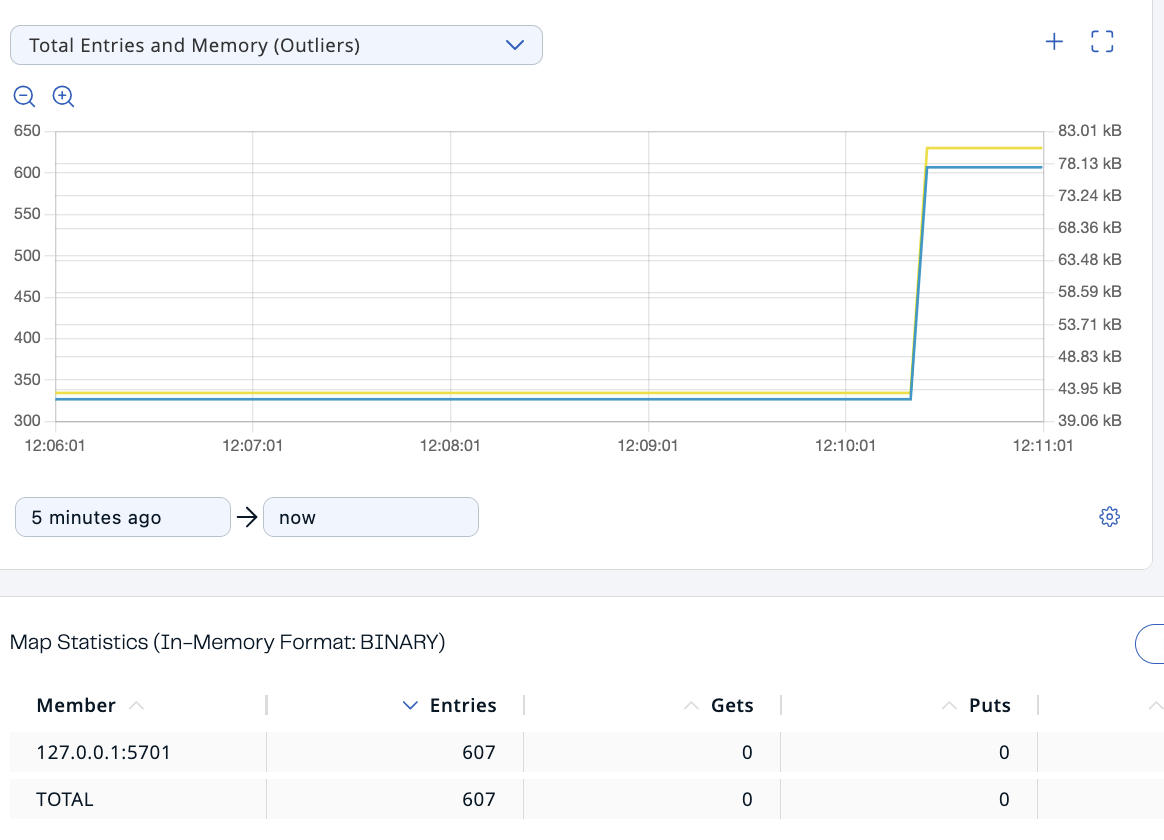 Total Entries and Memory (Outliers)
650 83.01 kB
600 78.13 kB
73.24 kB
550
68.36 kB
500 63.48 kB
450 58.59 kB
53.71 kB
400
48.83 kB
350 43.95 kB
300 39.06 kB
12:06:01 12:07:01 12:08:01 12:09:01 12:10:01 12:11:01
5 minutes ago now
Map Statistics (In-Memory Format: BINARY)
Member Entries Gets Puts
127.0.0.1:5701 607 0 0
TOTAL 607 0 0